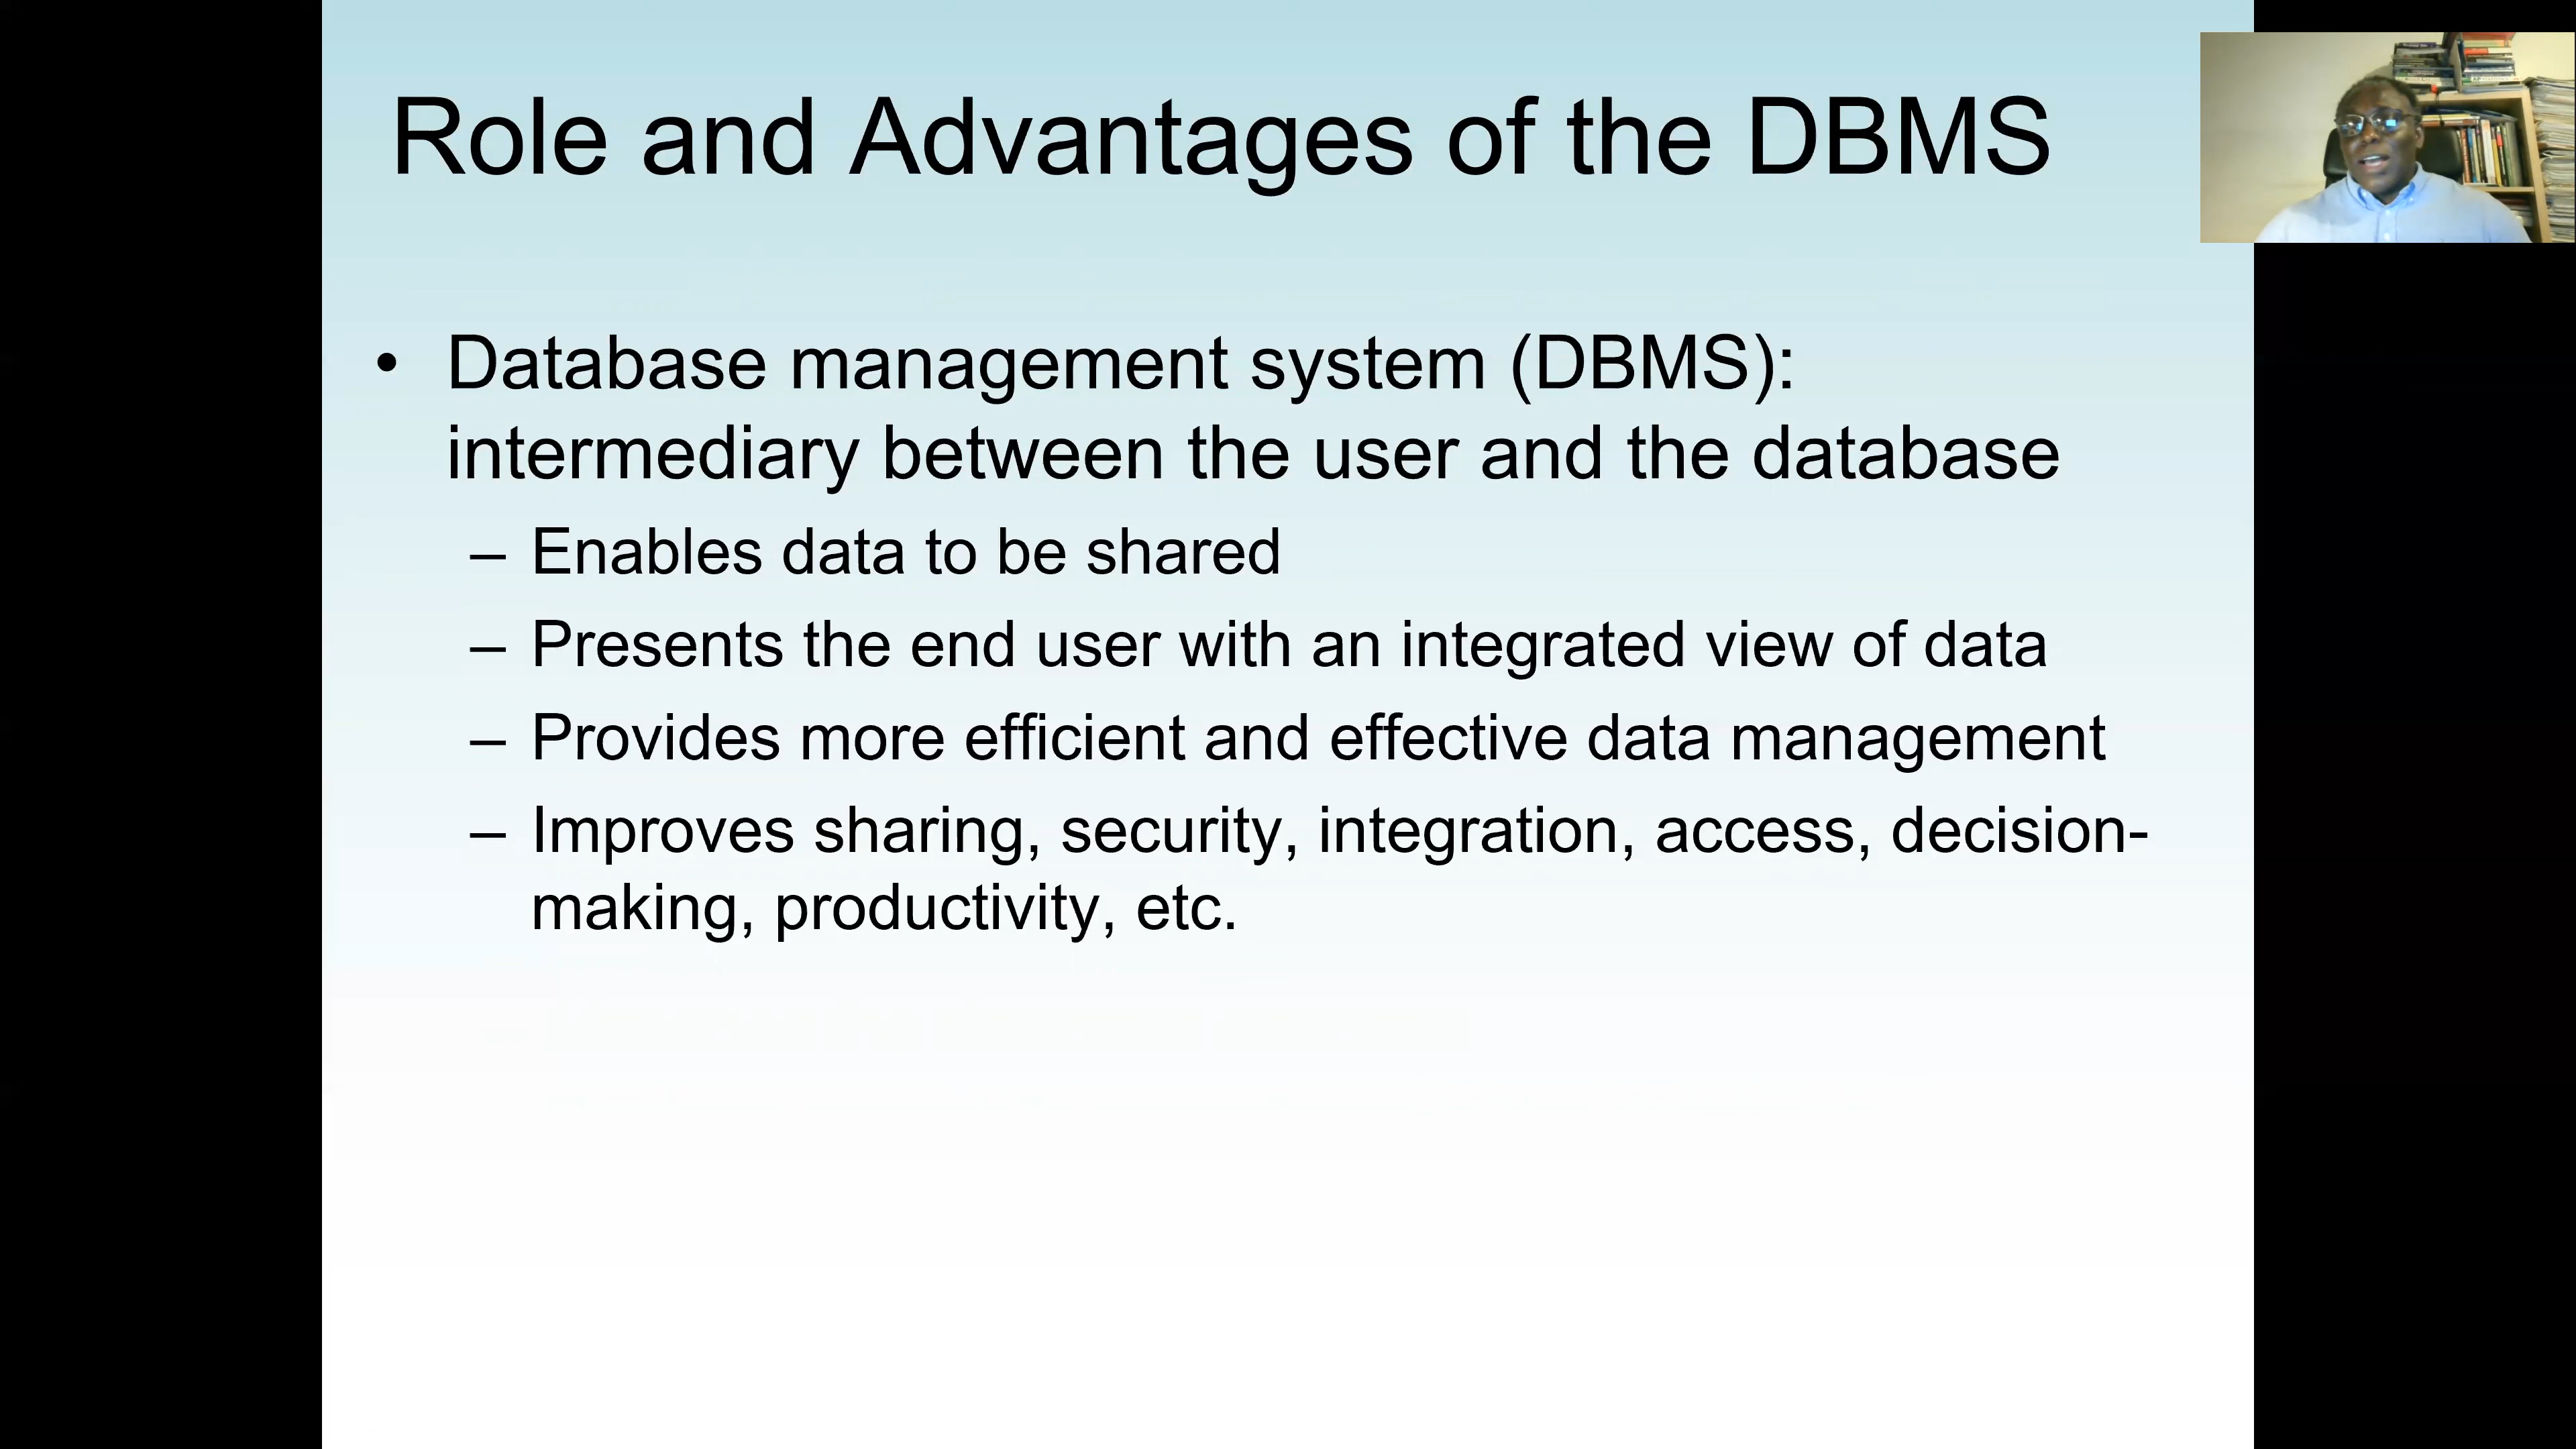 Role and Advantages of the DBMS
• Database management system (DBMS):
intermediary between the user and the database
– Enables data to be shared
– Presents the end user with an integrated view of data
– Provides more efficient and effective data management
– Improves sharing, security, integration, access, decision-
making, productivity, etc.